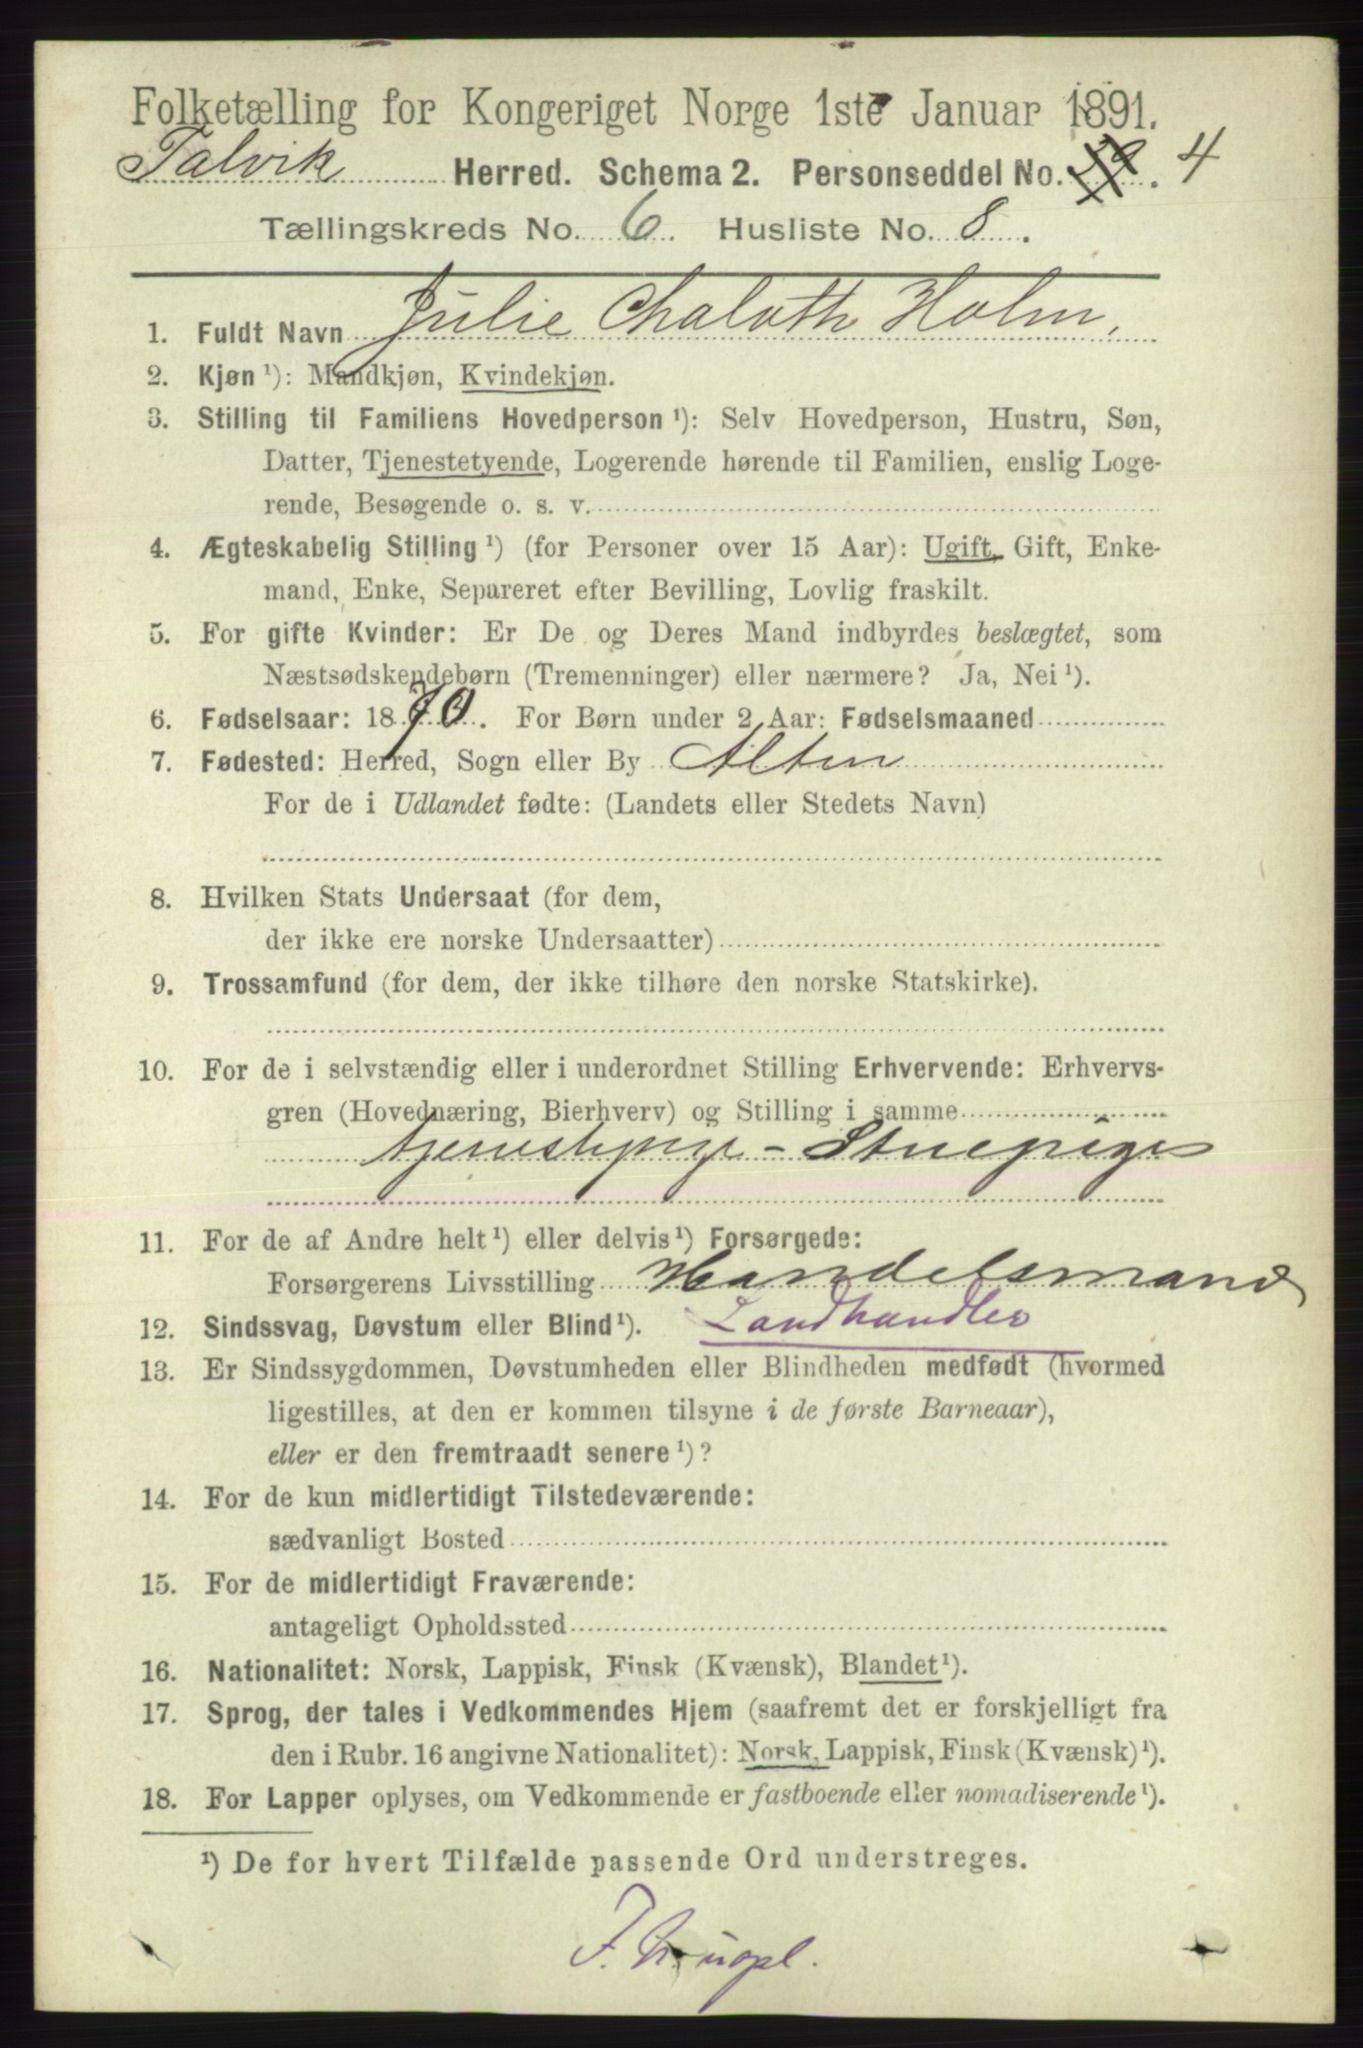 Folketælling for Kongeriget Norge 1ste Januar 1891.
Talvik Herred. Schema 2. Personseddel No. 29. 4
Tællingskreds No. 6. Husliste No. 8.
1. Fuldt Navn Julie Chaloth Holm.
2. Kjøn ¹): Mandkjøn, Kvindekjøn.
3. Stilling til Familiens Hovedperson ¹): Selv Hovedperson, Hustru, Søn,
Datter, Tjenestetyende, Logerende hørende til Familien, enslig Loge-
rende, Besøgende o. s. v.
4. Ægteskabelig Stilling ¹) (for Personer over 15 Aar): Ugift, Gift, Enke-
mand, Enke, Separeret efter Bevilling, Lovlig fraskilt.
5. For gifte Kvinder: Er De og Deres Mand indbyrdes beslægtet, som
Næstsødskendebørn (Tremenninger) eller nærmere? Ja, Nei ¹).
6. Fødselsaar: 1870. For Børn under 2 Aar: Fødselsmaaned
7. Fødested: Herred, Sogn eller By Alten
For de i Udlandet fødte: (Landets eller Stedets Navn)
8. Hvilken Stats Undersaat (for dem,
der ikke ere norske Undersaatter)
9. Trossamfund (for dem, der ikke tilhøre den norske Statskirke).
10. For de i selvstændig eller i underordnet Stilling Erhvervende: Erhvervs-
gren (Hovednæring, Bierhverv) og Stilling i samme
- Stuepige
11. For de af Andre helt ¹) eller delvis ¹) Forsørgede:
Forsørgerens Livsstilling Handelsmand
12. Sindssvag, Døvstum eller Blind ¹). Landhandler
13. Er Sindssygdommen, Døvstumheden eller Blindheden medfødt (hvormed
ligestilles, at den er kommen tilsyne i de første Barneaar),
eller er den fremtraadt senere ¹)?
14. For de kun midlertidigt Tilstedeværende:
sædvanligt Bosted
15. For de midlertidigt Fraværende:
antageligt Opholdssted
16. Nationalitet: Norsk, Lappisk, Finsk (Kvænsk), Blandet ¹).
17. Sprog, der tales i Vedkommendes Hjem (saafremt det er forskjelligt fra
den i Rubr. 16 angivne Nationalitet): Norsk, Lappisk, Finsk (Kvænsk) ¹).
18. For Lapper oplyses, om Vedkommende er fastboende eller nomadiserende ¹).
¹) De for hvert Tilfælde passende Ord understreges.